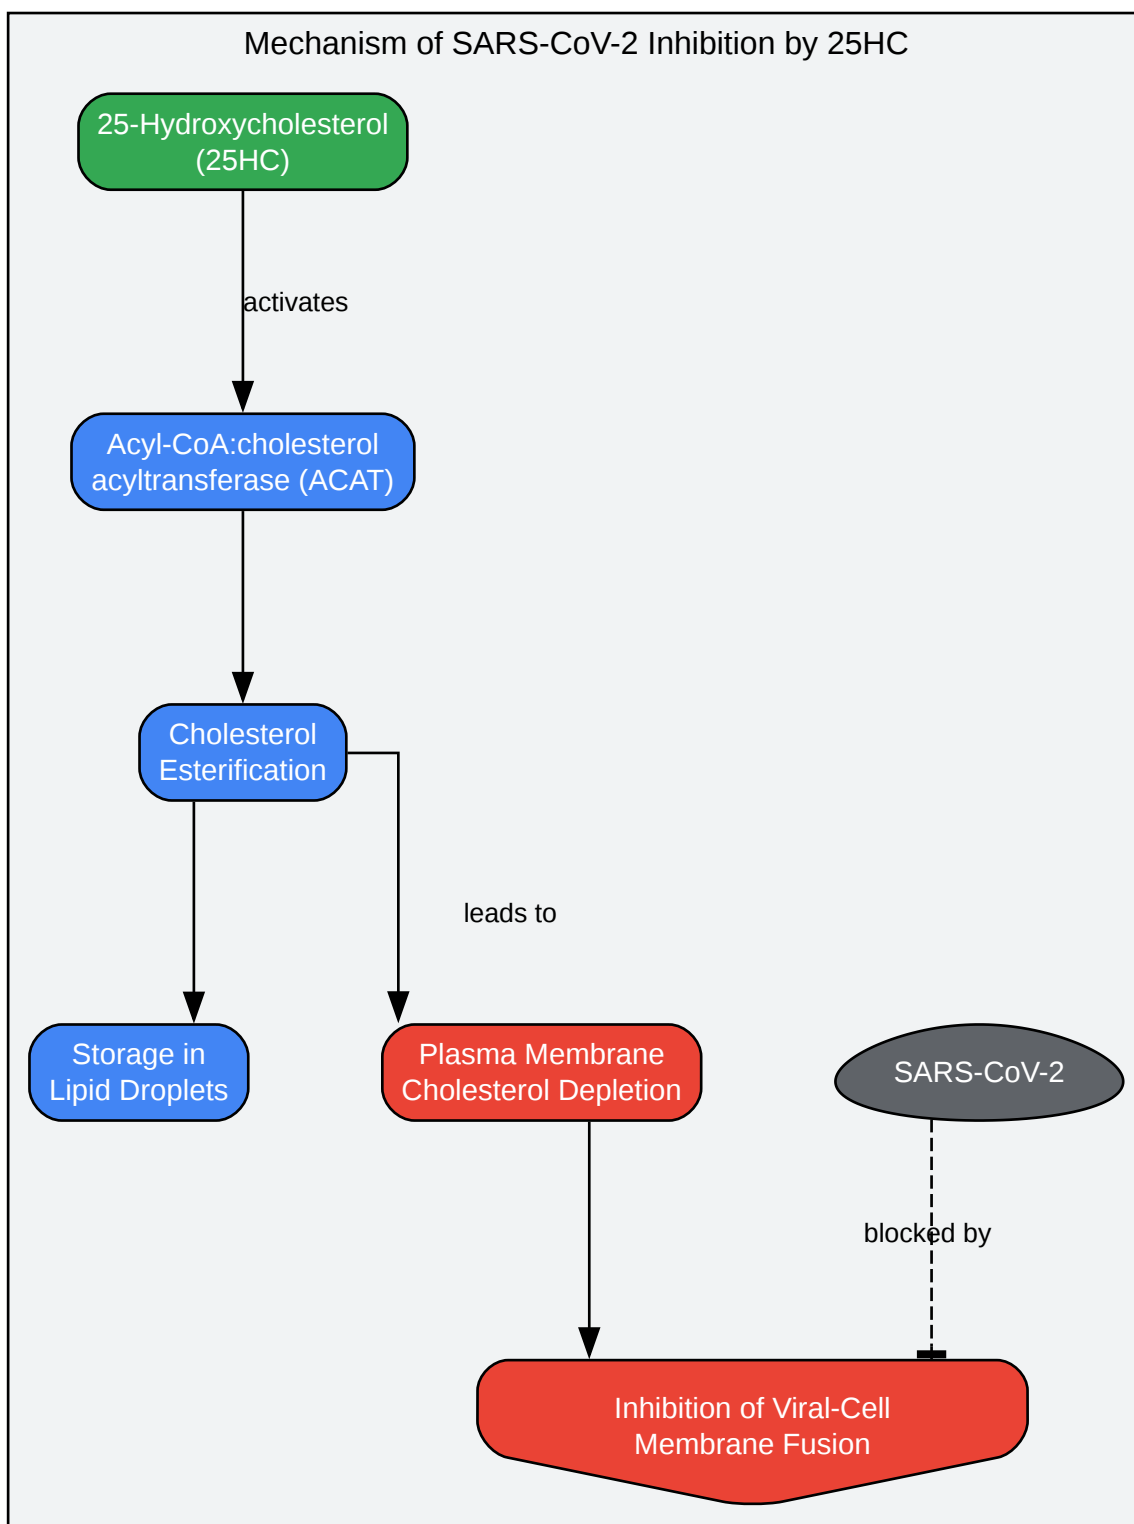 Mechanism of SARS-CoV-2 Inhibition by 25HC
25-Hydroxycholesterol
(25HC)
activates
Acyl-CoA:cholesterol
acyltransferase (ACAT)
Cholesterol
Esterification
leads to
Storage in
Lipid Droplets
Plasma Membrane
Cholesterol Depletion
SARS-CoV-2
blocked by
Inhibition of Viral-Cell
Membrane Fusion